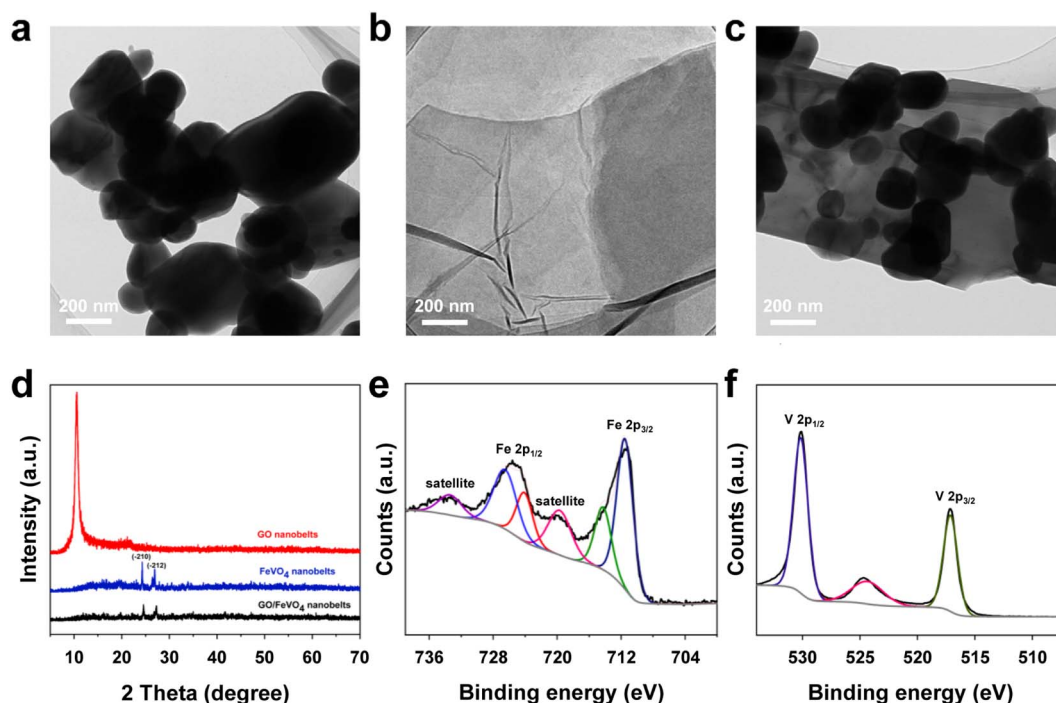 a
b
c
200 nm
200 nm
200 nm
d
e
f
Intensity (a.u.)
GO nanobelts
(-210)
(-212)
FeVO4 nanobelts
GO/FeVO4 nanobelts
10 20 30 40 50 60 70
2 Theta (degree)
Counts (a.u.)
Fe 2p3/2
Fe 2p1/2
satellite
satellite
736 728 720 712 704
Binding energy (eV)
Counts (a.u.)
V 2p1/2
V 2p3/2
530 525 520 515 510
Binding energy (eV)